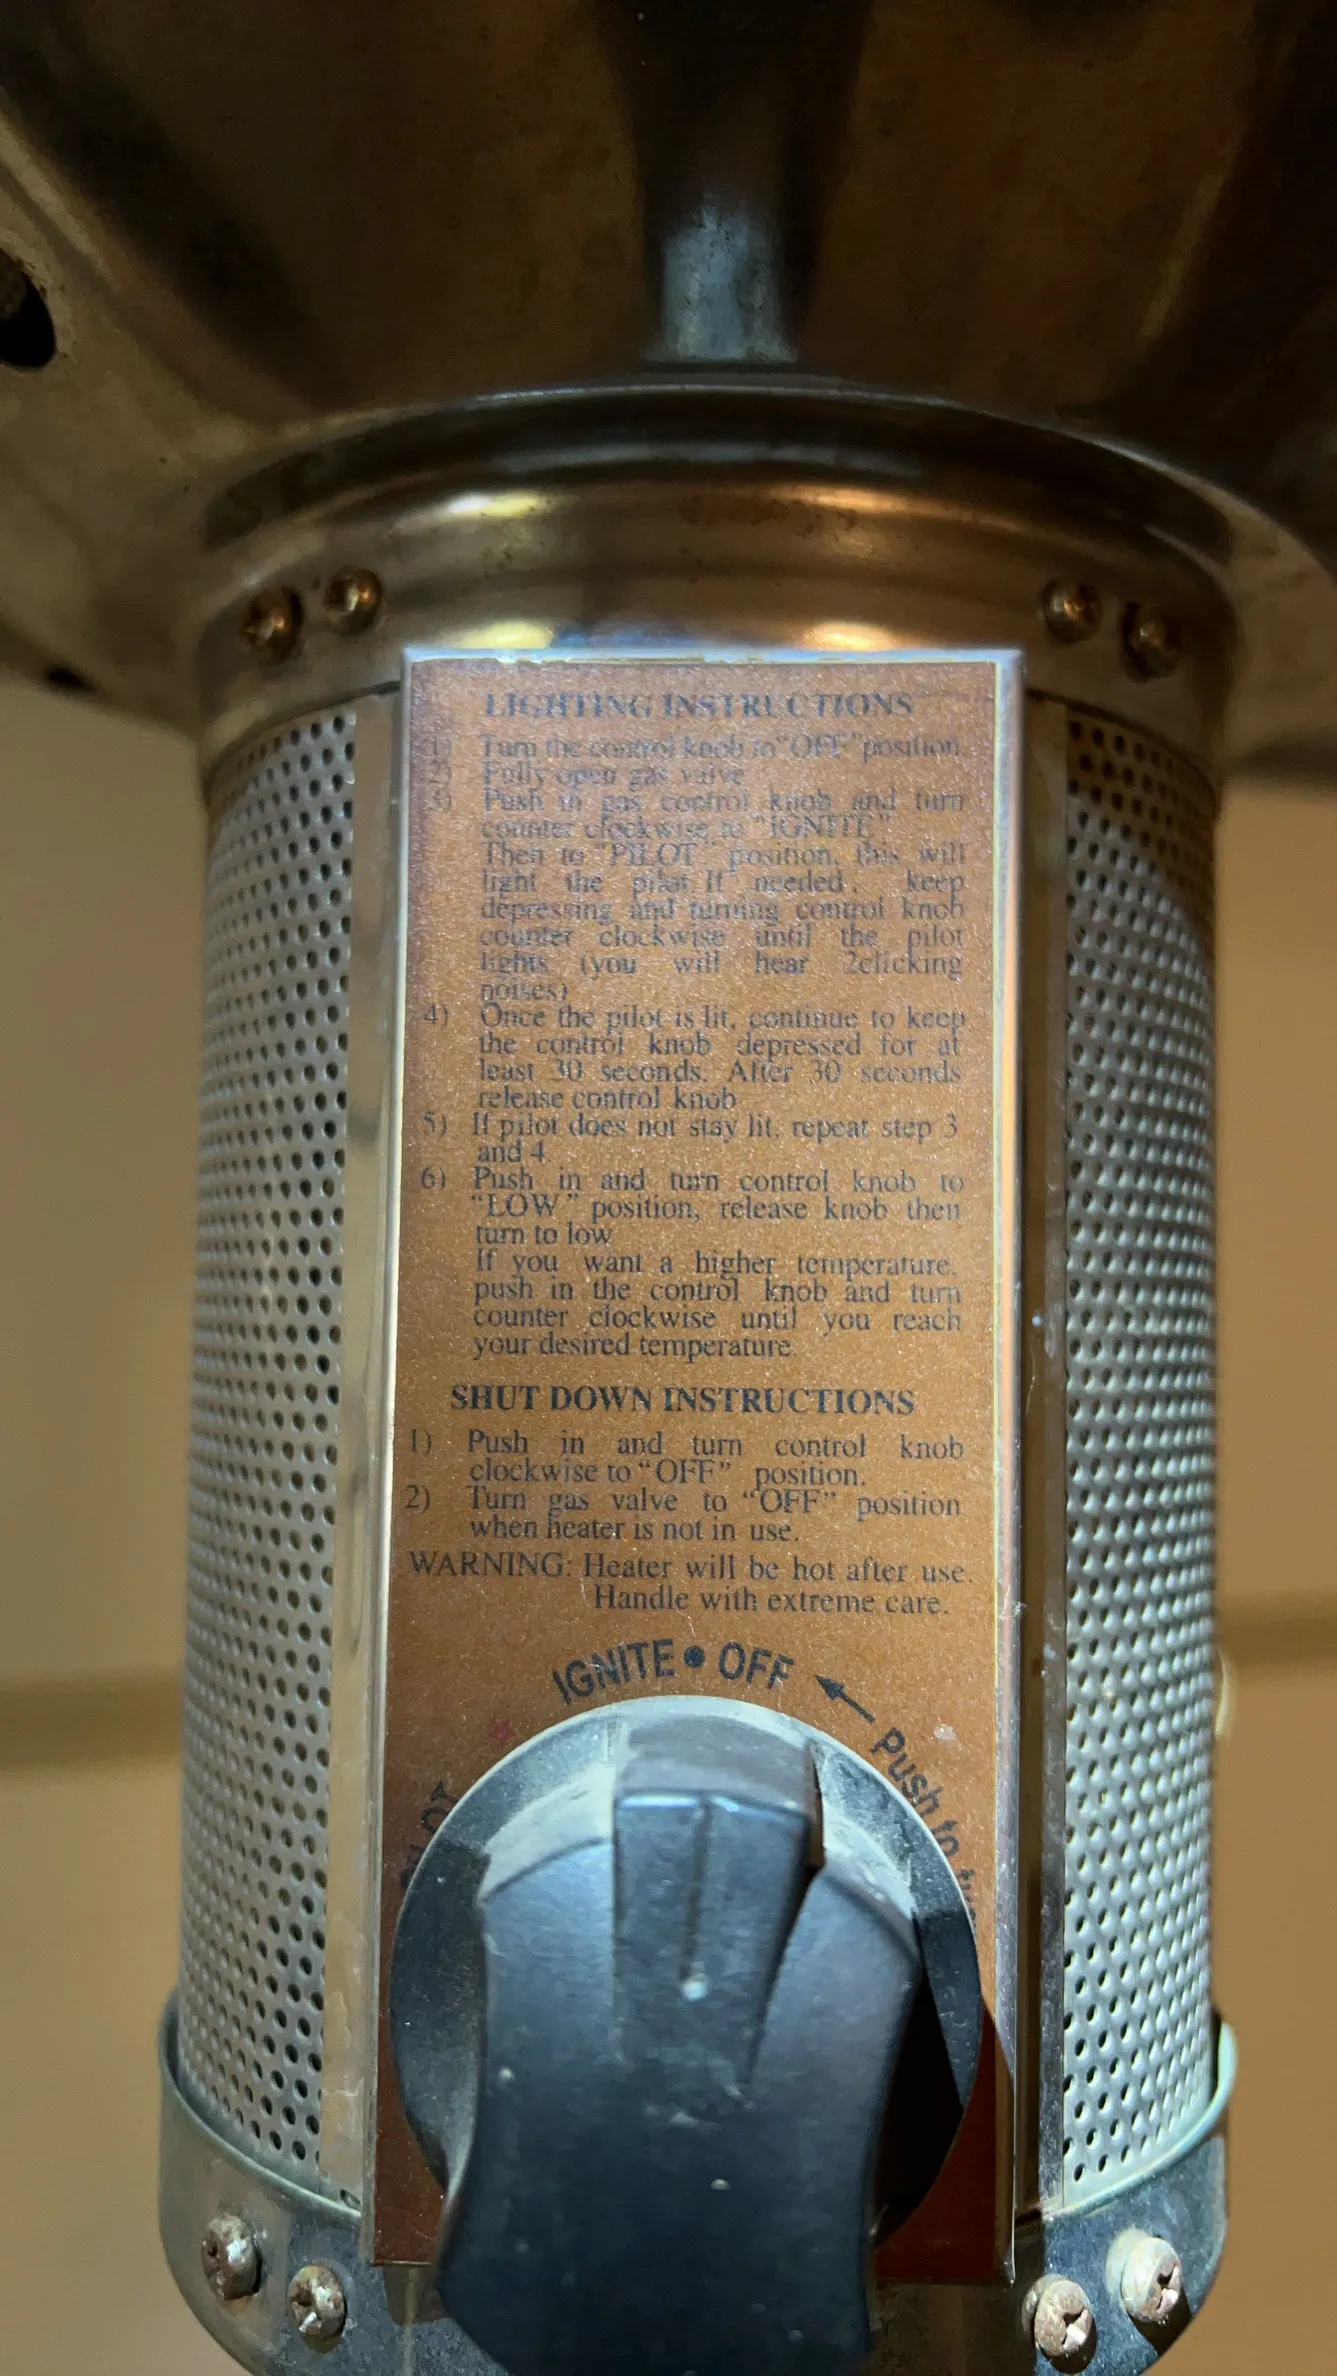 LIGHTING INSTRUCTIONS
1) Turn the control knob to "OFF" position
2) Fully open gas valve
3) Push in gas control knob and turn
counter clockwise to "IGNITE"
Then to "PILOT" position, this will
light the pilot. If needed, keep
depressing and turning control knob
counter clockwise until the pilot
lights (you will hear 2clicking
noises)
4) Once the pilot is lit, continue to keep
the control knob depressed for at
least 30 seconds. After 30 seconds
release control knob
5) If pilot does not stay lit, repeat step 3
and 4.
6) Push in and turn control knob to
"LOW" position, release knob then
turn to low
If you want a higher temperature,
push in the control knob and turn
counter clockwise until you reach
your desired temperature.
SHUT DOWN INSTRUCTIONS
1) Push in and turn control knob
clockwise to "OFF" position.
2) Turn gas valve to "OFF" position
when heater is not in use.
WARNING: Heater will be hot after use.
Handle with extreme care.
IGNITE • OFF
Push to